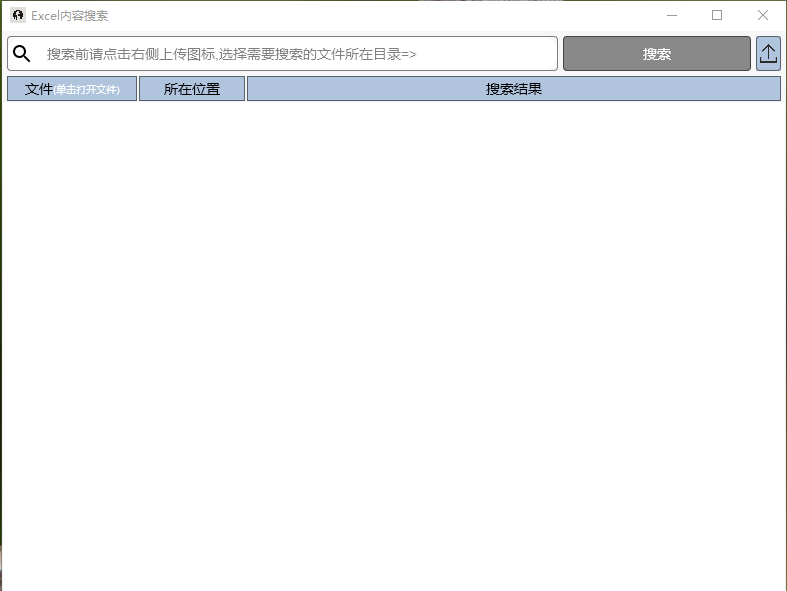 Excel内容搜索
搜索前请点击右侧上传图标,选择需要搜索的文件所在目录=>
搜索
文件(单击打开文件)
所在位置
搜索结果